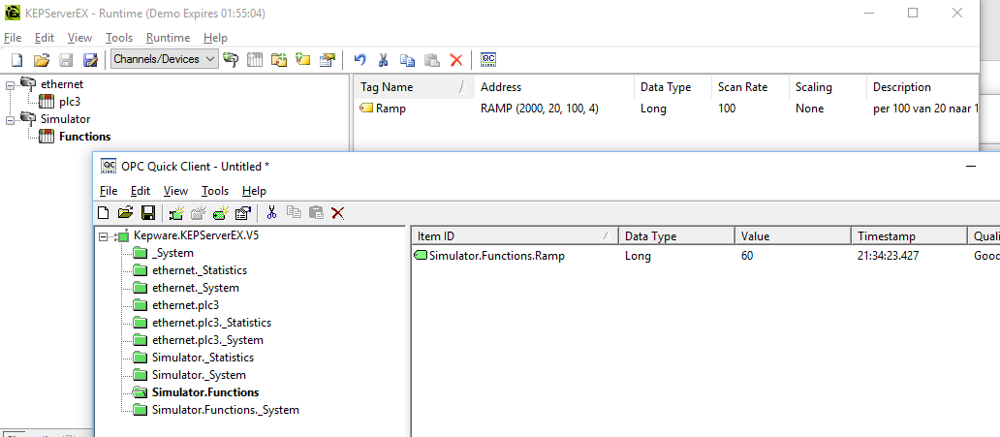 KEPServerEX - Runtime (Demo Expires 01:55:04)
File Edit View Tools Runtime Help
Channels/Devices QC
ethernet
plc3
Simulator
Functions
Tag Name Address Data Type Scan Rate Scaling Description
Ramp RAMP (2000, 20, 100, 4) Long 100 None per 100 van 20 naar 1
QC OPC Quick Client - Untitled *
File Edit View Tools Help
Kepware.KEPServerEX.V5
_System
ethernet._Statistics
ethernet._System
ethernet.plc3
ethernet.plc3._Statistics
ethernet.plc3._System
Simulator._Statistics
Simulator._System
Simulator.Functions
Simulator.Functions._System
Item ID Data Type Value Timestamp Quali
Simulator.Functions.Ramp Long 60 21:34:23.427 Good